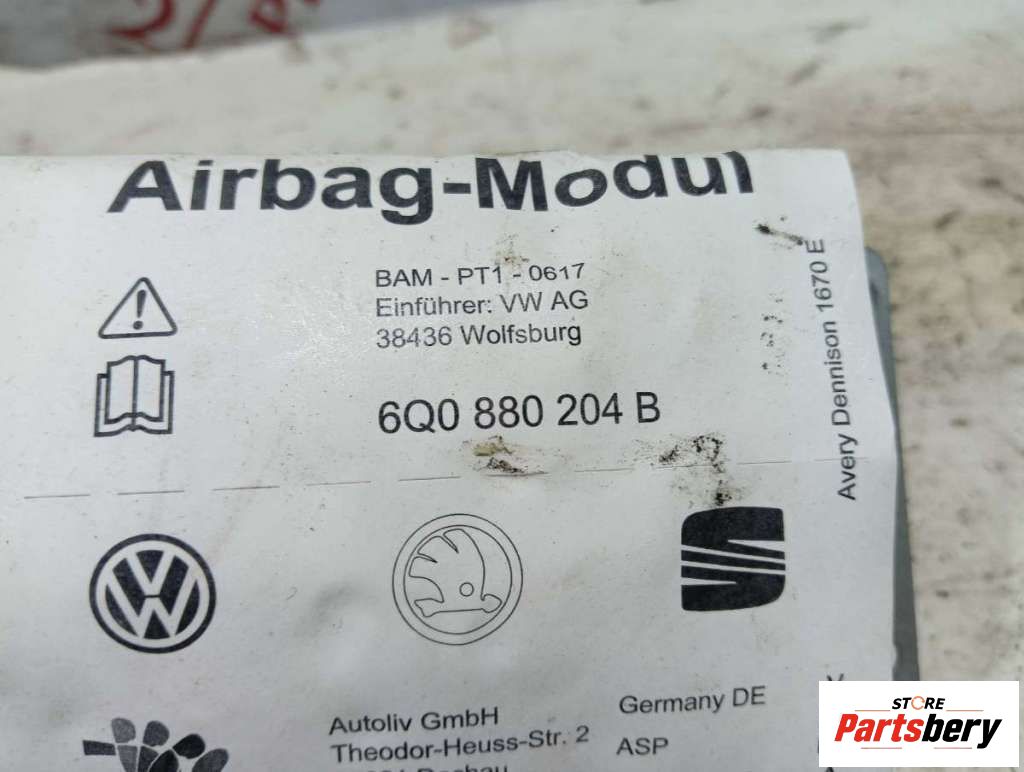 Airbag-Modul
BAM - PT1 - 0617
Einführer: VW AG
38436 Wolfsburg
6Q0 880 204 B
Avery Dennison 1670 E
Autoliv GmbH
Theodor-Heuss-Str. 2
Germany DE
ASP
STORE
Partsbery